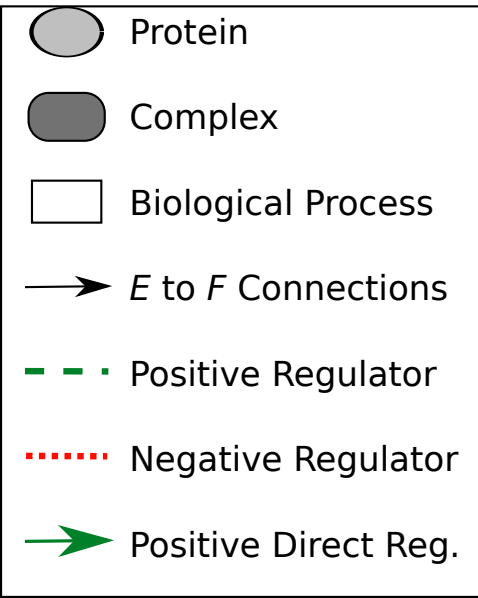 Protein
Complex
Biological Process
E to F Connections
Positive Regulator
Negative Regulator
Positive Direct Reg.